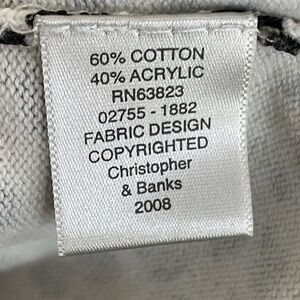 60% COTTON
40% ACRYLIC
RN63823
02755 - 1882
FABRIC DESIGN
COPYRIGHTED
Christopher
& Banks
2008